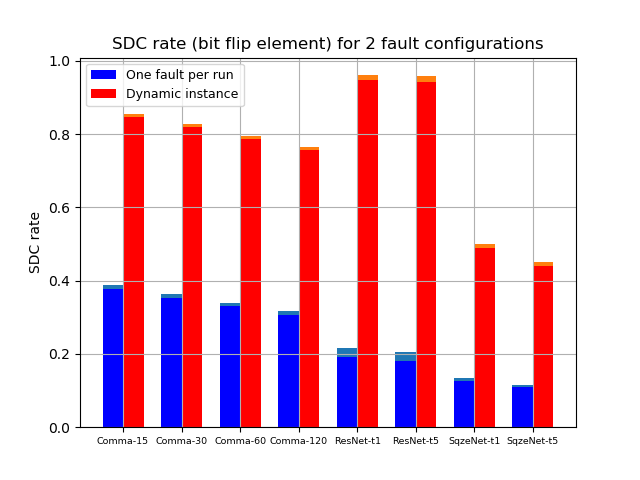 SDC rate (bit flip element) for 2 fault configurations
One fault per run
Dynamic instance
SDC rate
1.0
0.8
0.6
0.4
0.2
0.0
Comma-15 Comma-30 Comma-60 Comma-120 ResNet-t1 ResNet-t5 SqzeNet-t1 SqzeNet-t5